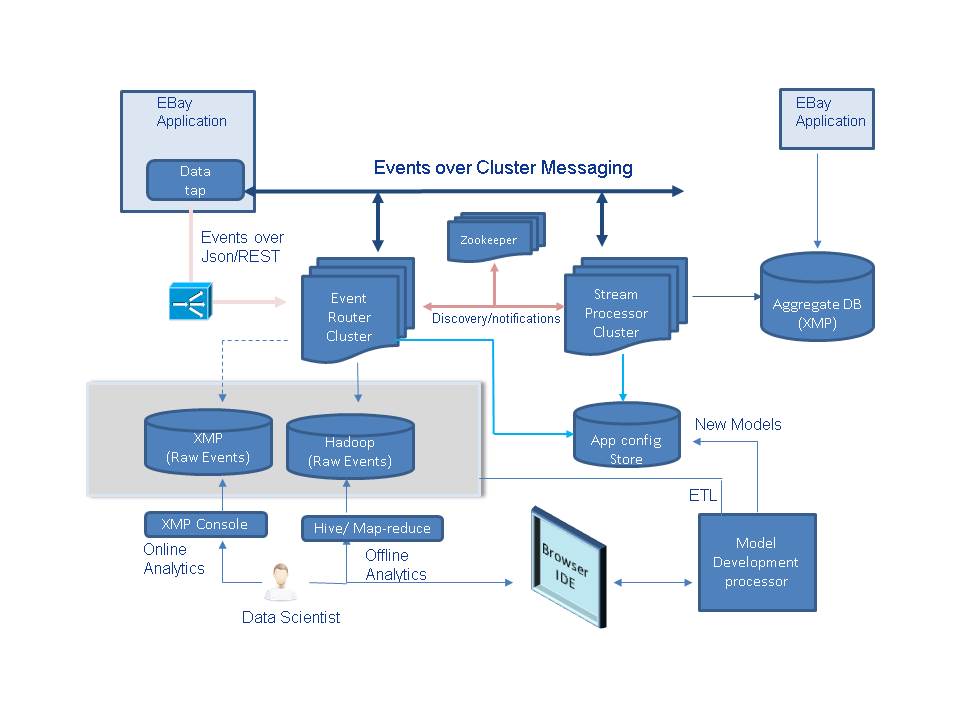 EBay
Application
Data
tap
EBay
Application
Events over Cluster Messaging
Events over
Json/REST
Zookeeper
Event
Router
Cluster
Discovery/notifications
Stream
Processor
Cluster
Aggregate DB
(XMP)
XMP
(Raw Events)
Hadoop
(Raw Events)
App config
Store
New Models
ETL
XMP Console
Hive/ Map-reduce
Online
Analytics
Offline
Analytics
Data Scientist
Browser
IDE
Model
Development
processor